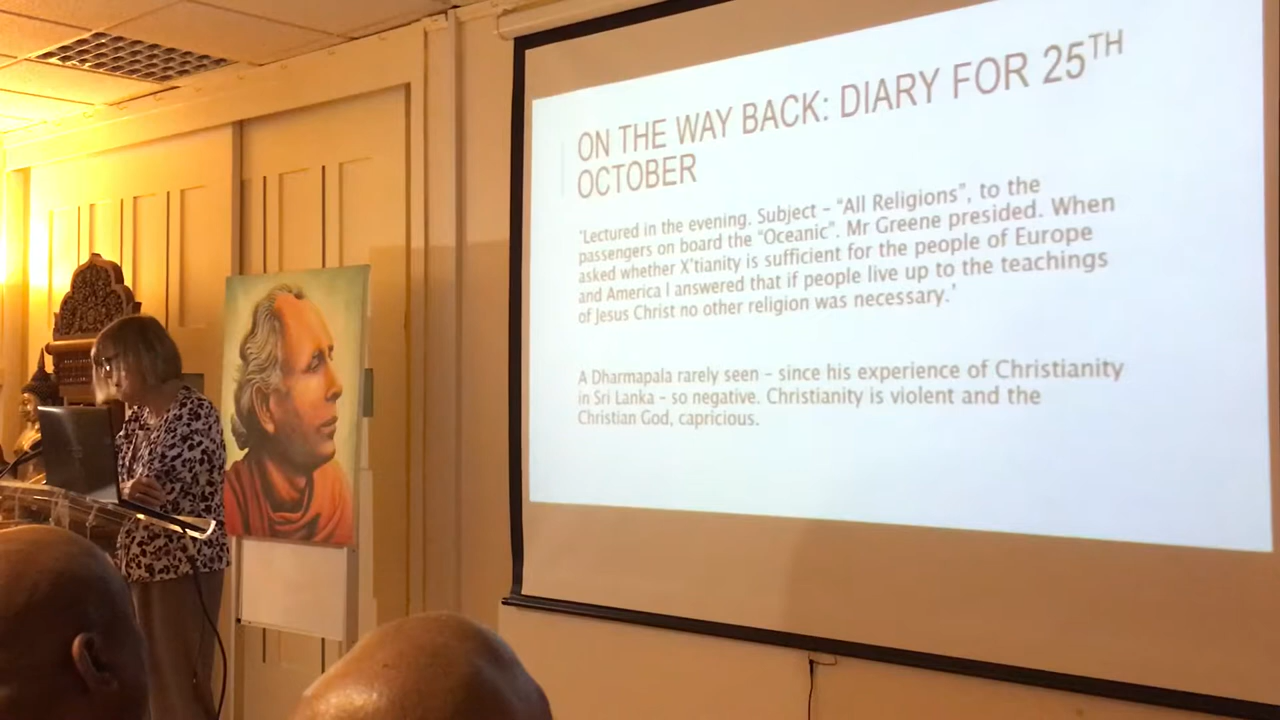 ON THE WAY BACK: DIARY FOR 25TH
OCTOBER
'Lectured in the evening. Subject – "All Religions", to the
passengers on board the "Oceanic". Mr Greene presided. When
asked whether X'tianity is sufficient for the people of Europe
and America I answered that if people live up to the teachings
of Jesus Christ no other religion was necessary.'
A Dharmapala rarely seen – since his experience of Christianity
in Sri Lanka – so negative. Christianity is violent and the
Christian God, capricious.